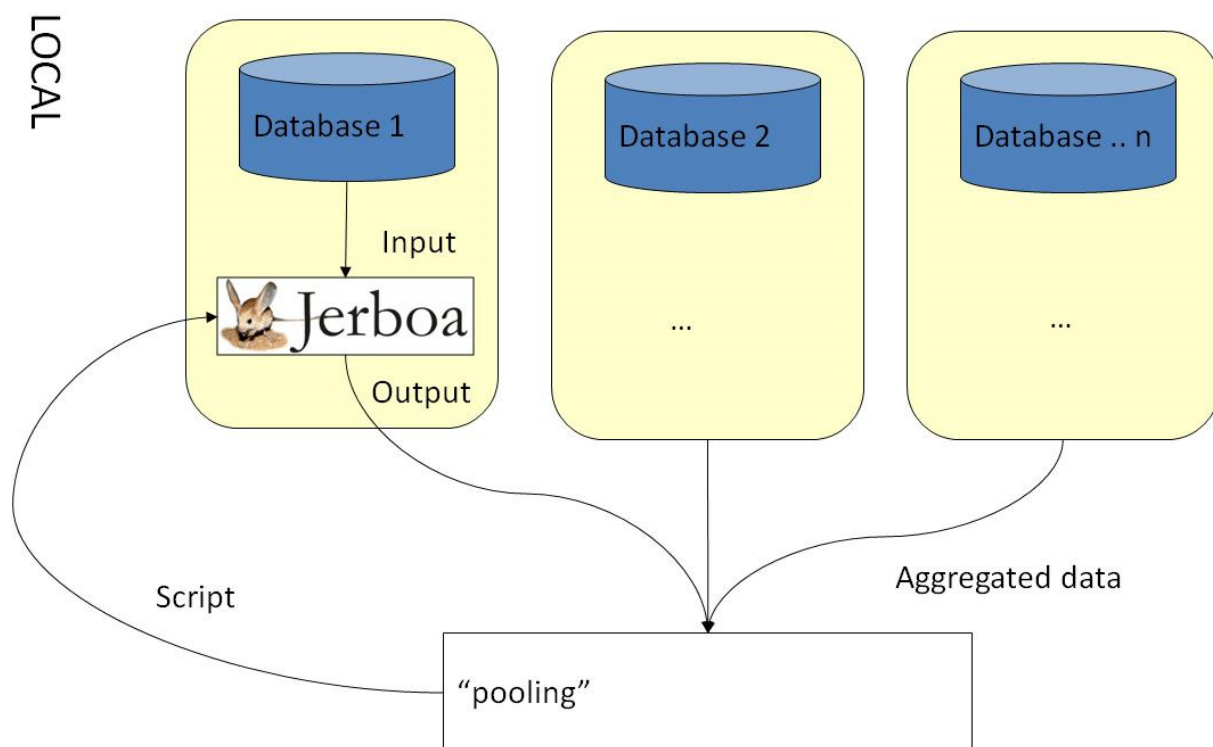 LOCAL
Database 1
Database 2
Database .. n
Input
Jerboa
...
...
Output
Aggregated data
Script
“pooling”